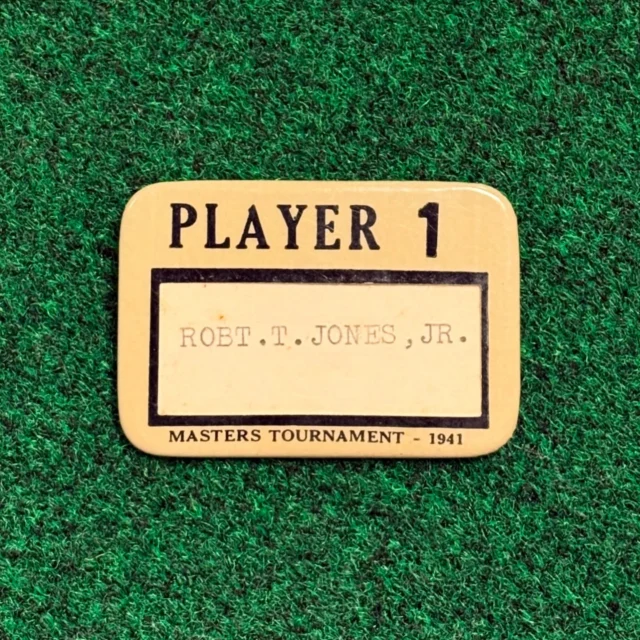 PLAYER 1
ROBT.T.JONES,JR.
MASTERS TOURNAMENT - 1941